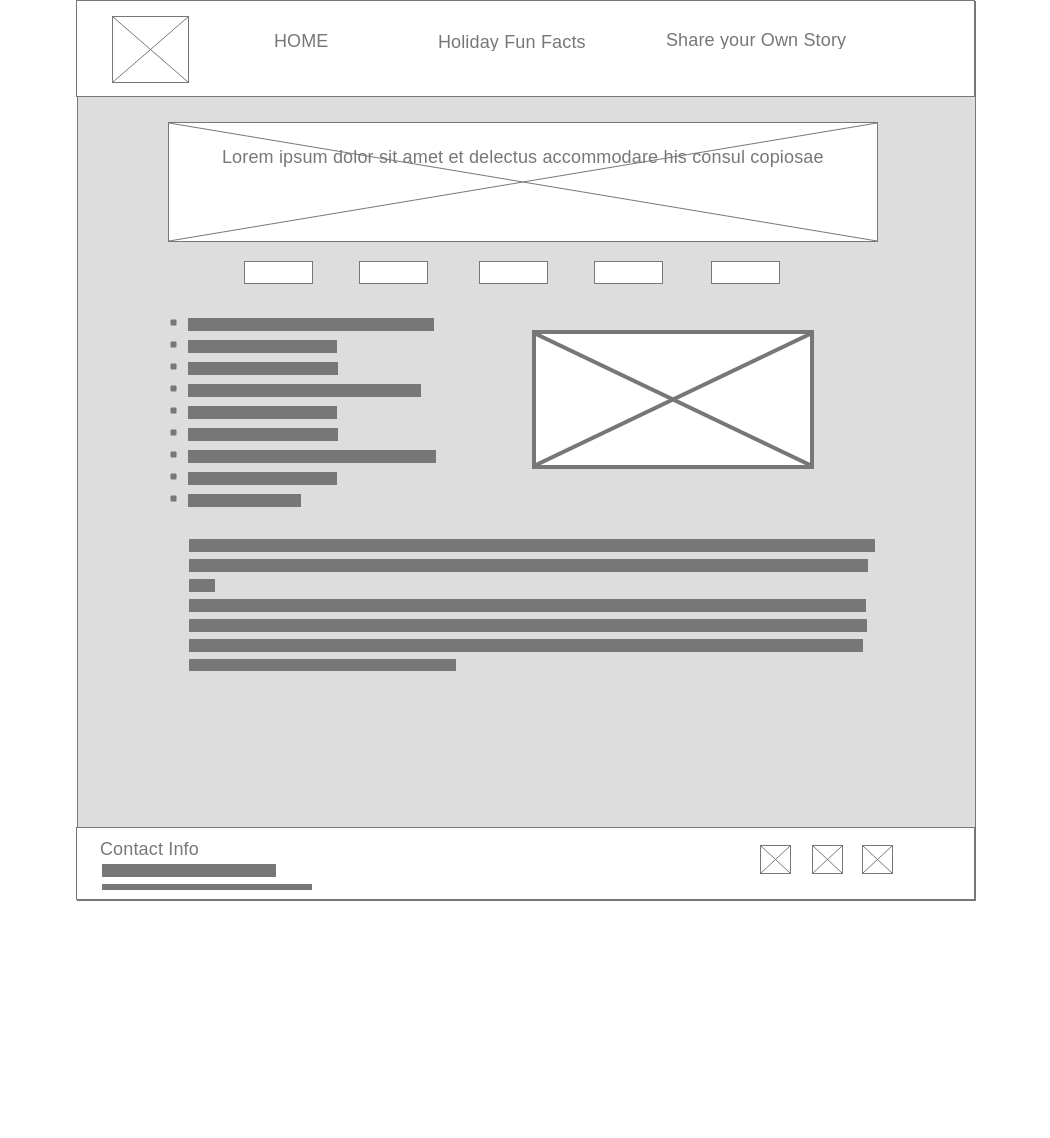 HOME
Holiday Fun Facts
Share your Own Story
Lorem ipsum dolor sit amet et delectus accommodare his consul copiosae
Contact Info